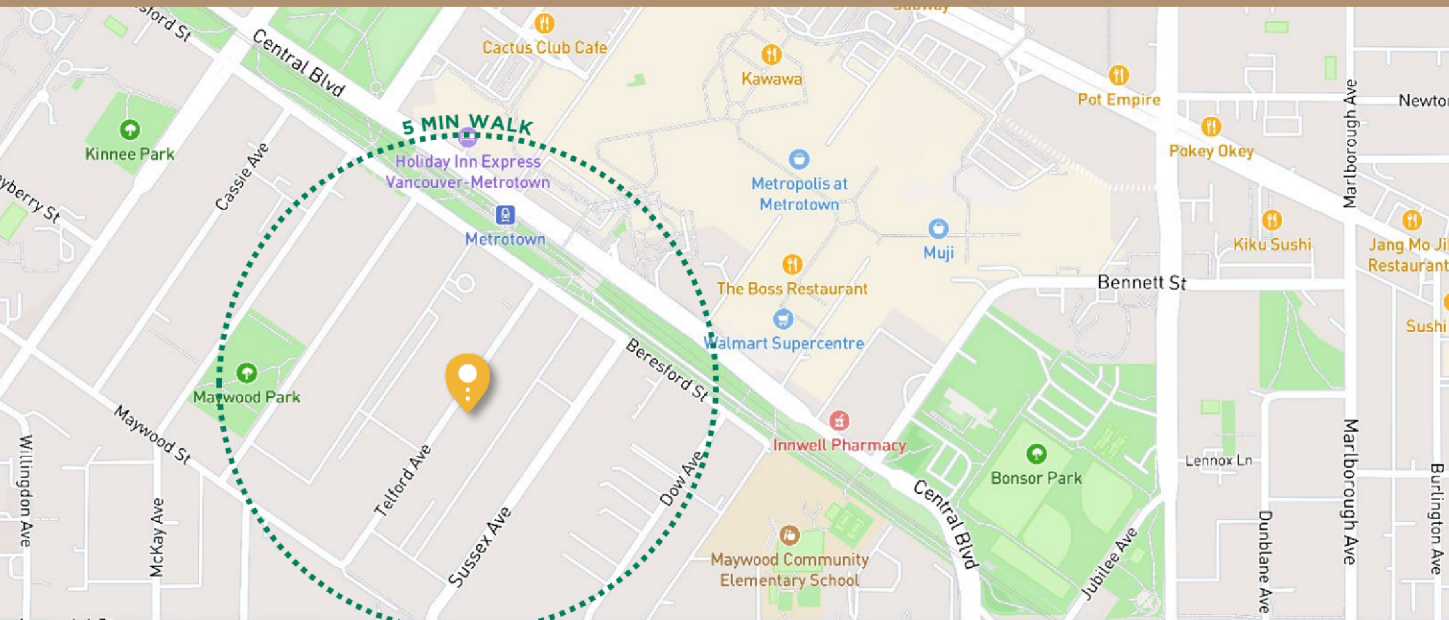 Subway
Cactus Club Cafe
Central Blvd
Kawawa
Pot Empire
Marlborough Ave
5 MIN WALK
Pokey Okey
Kinnee Park
Cassie Ave
Holiday Inn Express
Vancouver-Metrotown
Metropolis at
Metrotown
Metrotown
Muji
Kiku Sushi
The Boss Restaurant
Bennett St
Walmart Supercentre
Beresford St
Maywood Park
Maywood St
Innwell Pharmacy
Telford Ave
Dow Ave
Sussex Ave
Willingdon Ave
McKay Ave
Bonsor Park
Lennox Ln
Marlborough Ave
Burlington Ave
Central Blvd
Maywood Community
Elementary School
Jubilee Ave
Dunblane Ave
Restaurant
Sushi